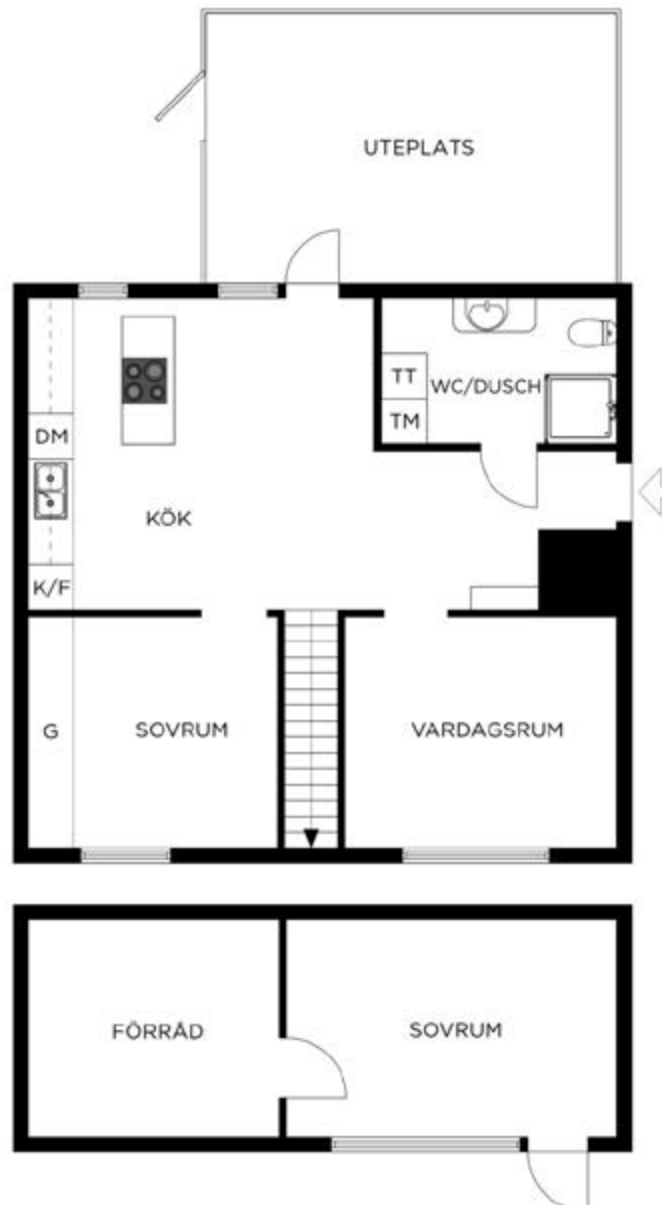 UTEPLATS
TT
WC/DUSCH
TM
DM
KÖK
K/F
G
SOVRUM
VARDAGSRUM
FÖRRÅD
SOVRUM